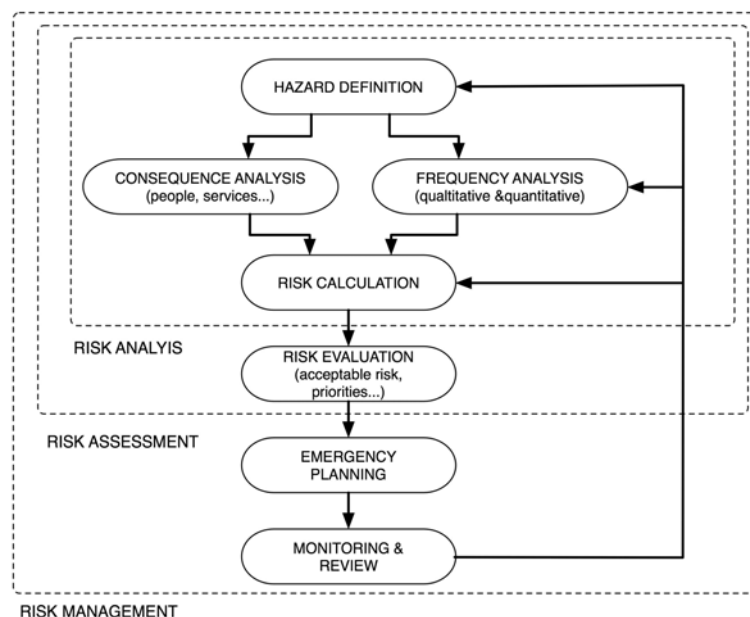 HAZARD DEFINITION
CONSEQUENCE ANALYSIS
(people, services...)
FREQUENCY ANALYSIS
(qualtitative &quantitative)
RISK CALCULATION
RISK ANALYIS
RISK EVALUATION
(acceptable risk,
priorities...)
RISK ASSESSMENT
EMERGENCY
PLANNING
MONITORING &
REVIEW
RISK MANAGEMENT